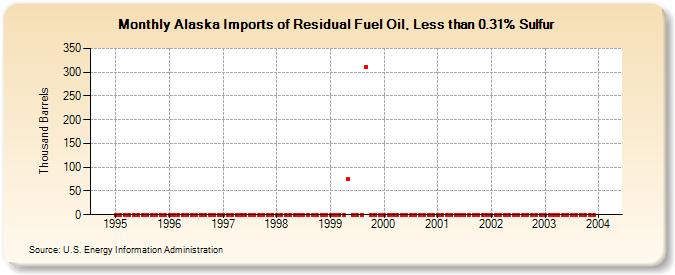 Monthly Alaska Imports of Residual Fuel Oil, Less than 0.31% Sulfur
Thousand Barrels
350
300
250
200
150
100
50
0
1995 1996 1997 1998 1999 2000 2001 2002 2003 2004
Source: U.S. Energy Information Administration